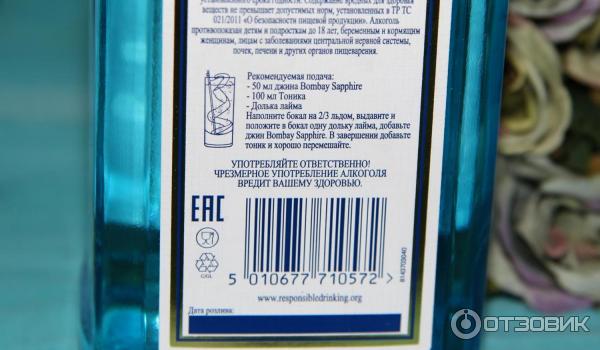 установленного срока годности. Содержание вредных для здоровья
веществ не превышает допустимых норм, установленных в ТР ТС
021/2011 «О безопасности пищевой продукции». Алкоголь
противопоказан детям и подросткам до 18 лет, беременным и кормящим
женщинам, лицам с заболеваниями центральной нервной системы,
почек, печени и других органов пищеварения.
Рекомендуемая подача:
- 50 мл джина Bombay Sapphire
- 100 мл Тоника
- Долька лайма
Наполните бокал на 2/3 льдом, выдавите и
положите в бокал одну дольку лайма, добавьте
джин Bombay Sapphire. В завершении добавьте
тоник и хорошо перемешайте.
УПОТРЕБЛЯЙТЕ ОТВЕТСТВЕННО!
ЧРЕЗМЕРНОЕ УПОТРЕБЛЕНИЕ АЛКОГОЛЯ
ВРЕДИТ ВАШЕМУ ЗДОРОВЬЮ.
EAC
C/GL
5 010677 710572 >
8140703040
www.responsibledrinking.org
Дата розлива:
ОТЗОВИК